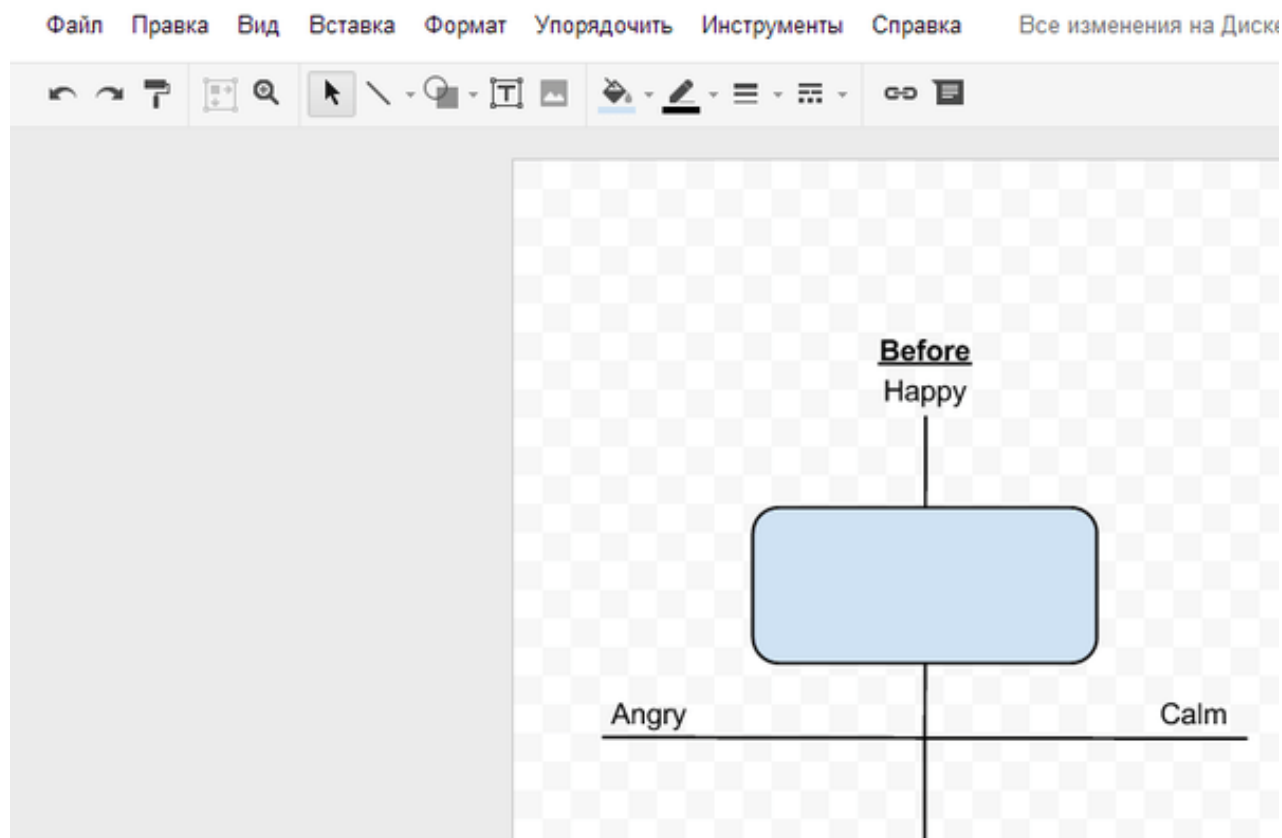 Файл Правка Вид Вставка Формат Упорядочить Инструменты Справка Все изменения на Диске
Before
Happy
Angry Calm